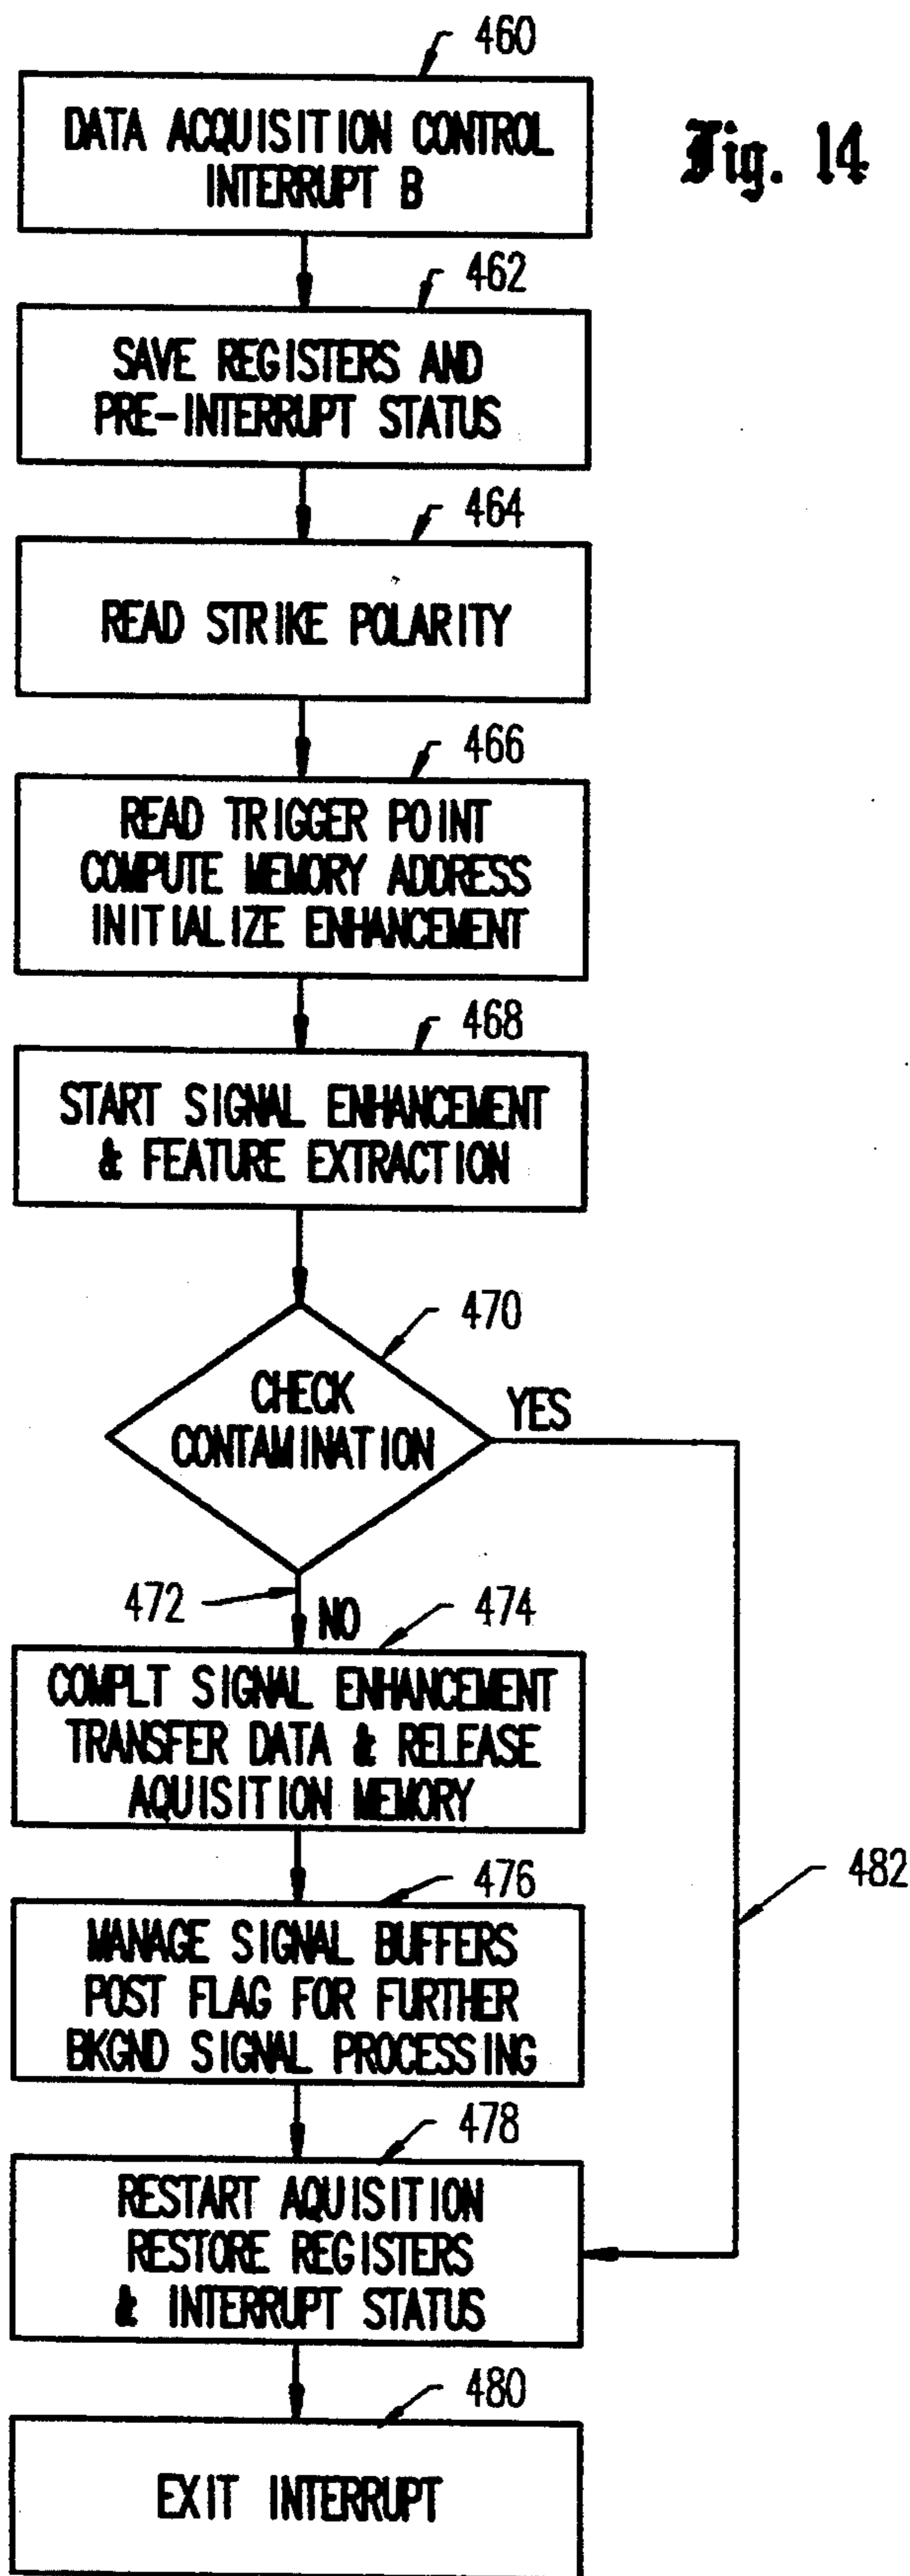 460
DATA ACQUISITION CONTROL
INTERRUPT B
Fig. 14
462
SAVE REGISTERS AND
PRE-INTERRUPT STATUS
464
READ STRIKE POLARITY
466
READ TRIGGER POINT
COMPUTE MEMORY ADDRESS
INITIALIZE ENHANCEMENT
468
START SIGNAL ENHANCEMENT
& FEATURE EXTRACTION
470
CHECK
CONTAMINATION
YES
472
NO
474
COMPLT SIGNAL ENHANCEMENT
TRANSFER DATA & RELEASE
AQUISITION MEMORY
476
MANAGE SIGNAL BUFFERS
POST FLAG FOR FURTHER
BKGND SIGNAL PROCESSING
482
478
RESTART AQUISITION
RESTORE REGISTERS
& INTERRUPT STATUS
480
EXIT INTERRUPT